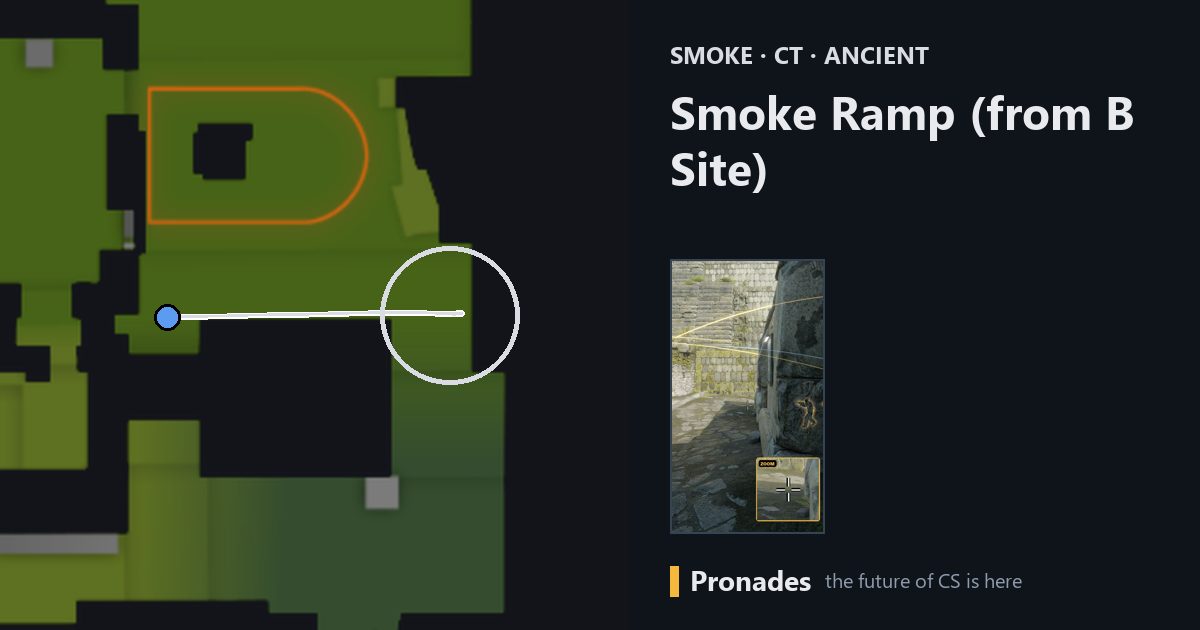 SMOKE · CT · ANCIENT
Smoke Ramp (from B
Site)
ZOOM
Pronades the future of CS is here